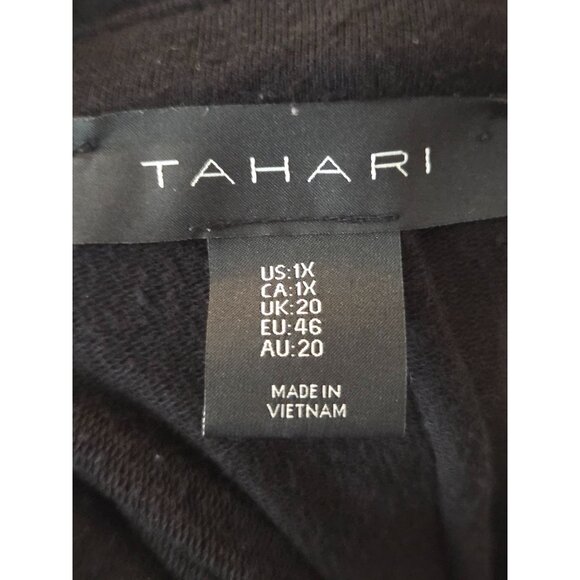 TAHARI
US:1X
CA:1X
UK:20
EU:46
AU:20
MADE IN
VIETNAM